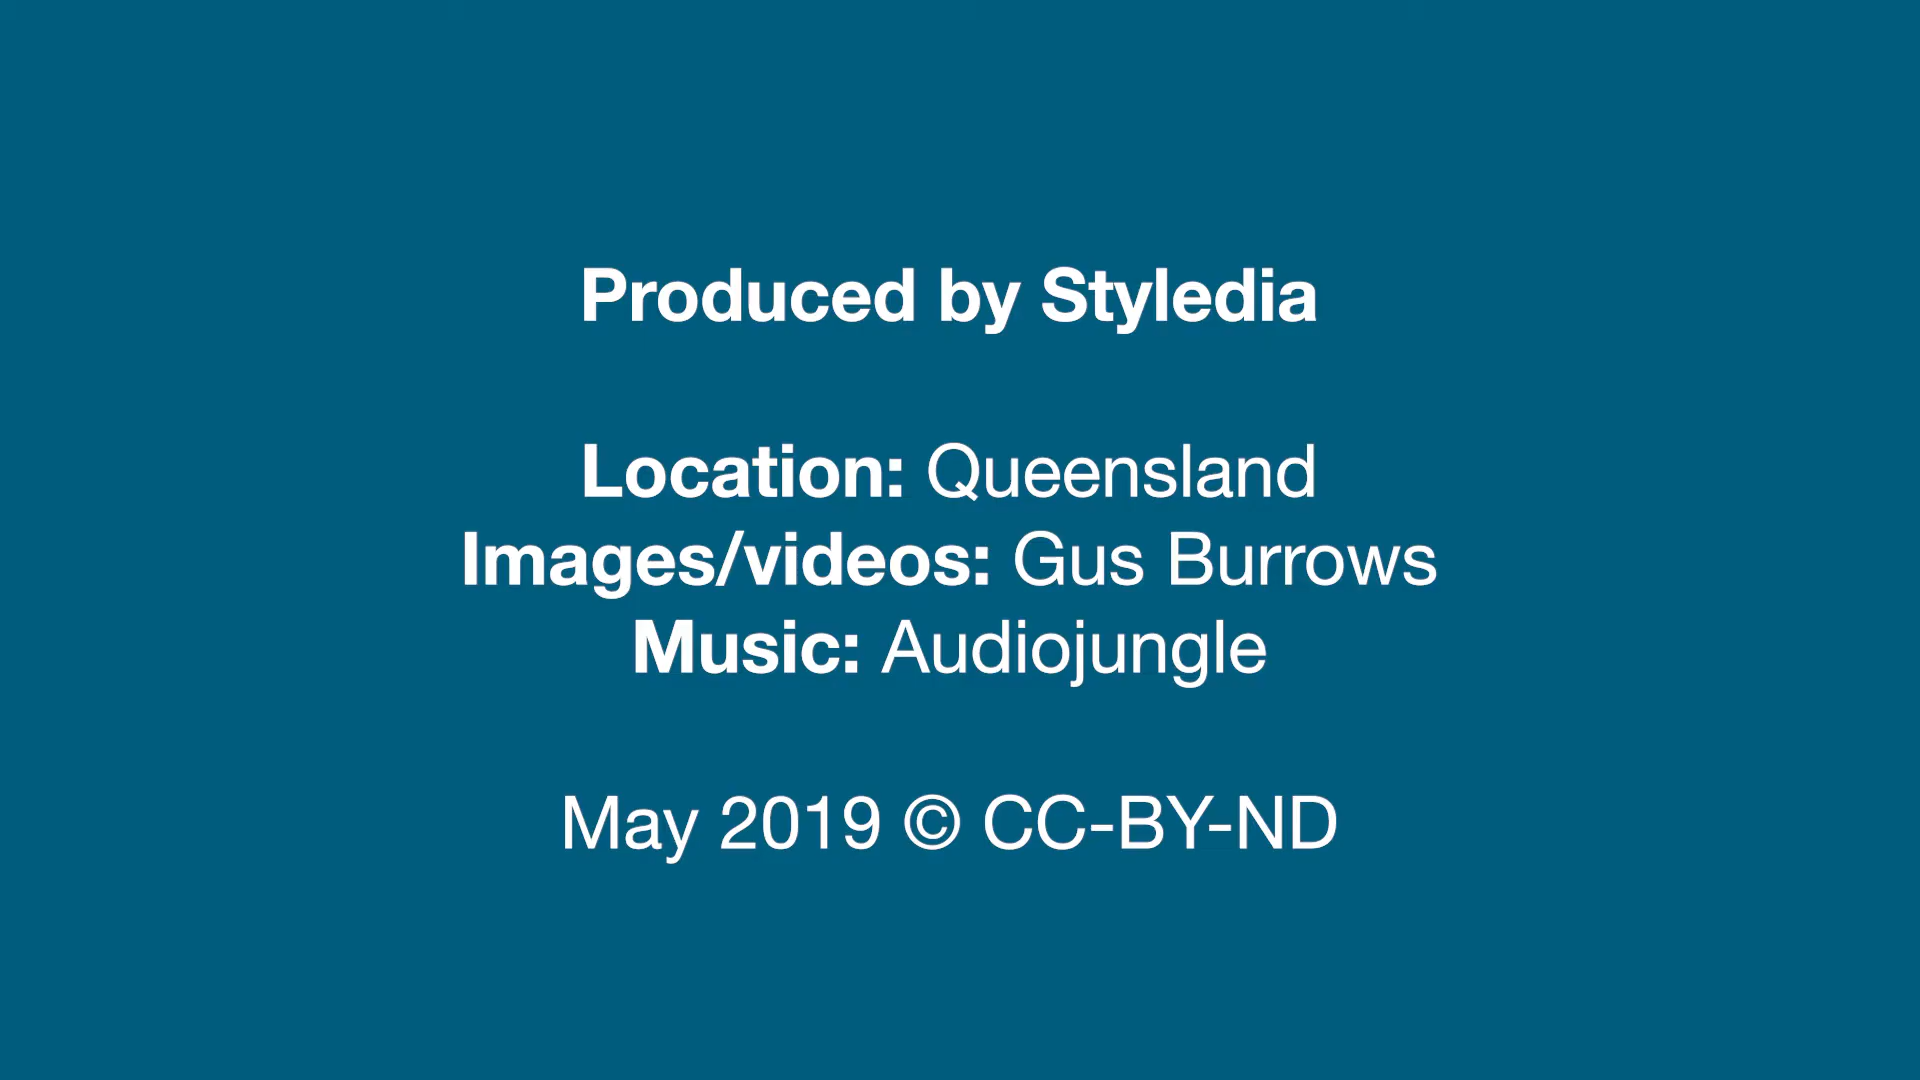 Produced by Styledia
Location: Queensland
Images/videos: Gus Burrows
Music: Audiojungle
May 2019 © CC-BY-ND